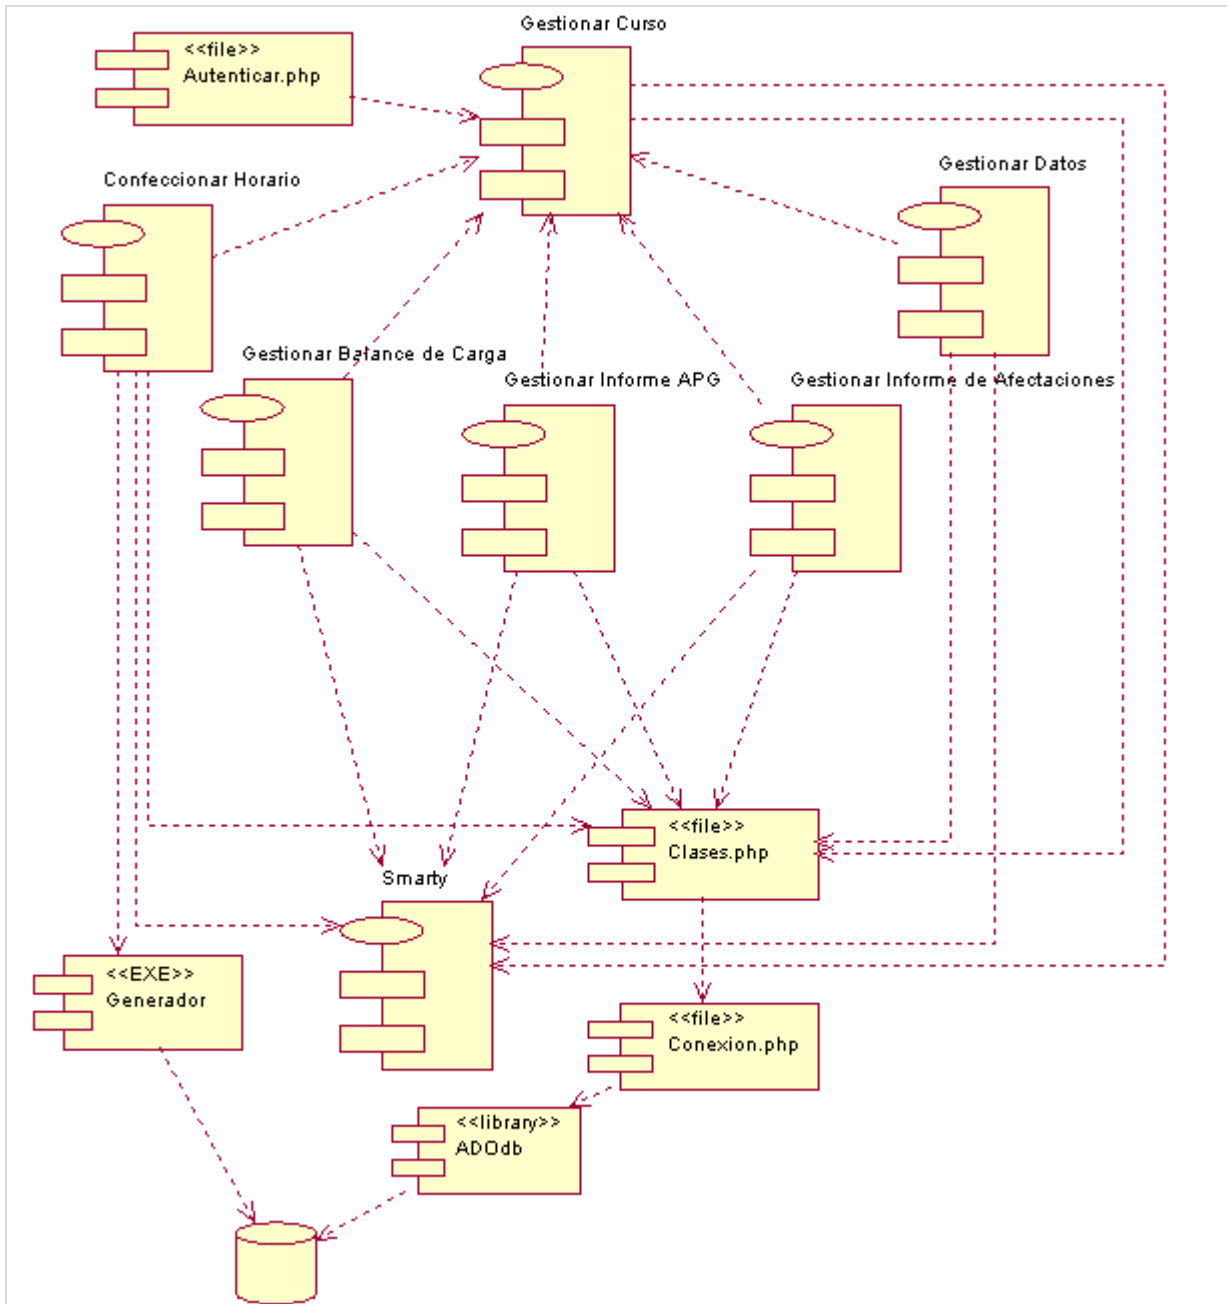 Gestionar Curso
<<file>>
Autenticar.php
Gestionar Datos
Confeccionar Horario
Gestionar Balance de Carga
Gestionar Informe APG
Gestionar Informe de Afectaciones
<<file>>
Clases.php
Smarty
<<EXE>>
Generador
<<file>>
Conexion.php
<<library>>
ADOdb